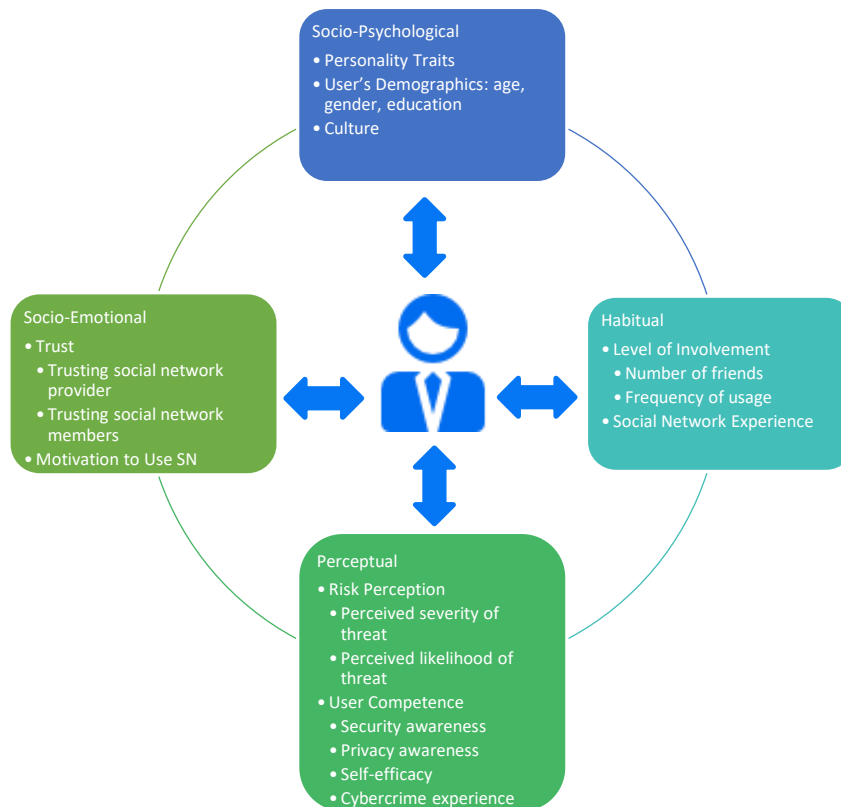 Socio-Psychological
• Personality Traits
• User's Demographics: age,
gender, education
• Culture
Socio-Emotional
• Trust
• Trusting social network
provider
• Trusting social network
members
• Motivation to Use SN
Habitual
• Level of Involvement
• Number of friends
• Frequency of usage
• Social Network Experience
Perceptual
• Risk Perception
• Perceived severity of
threat
• Perceived likelihood of
threat
• User Competence
• Security awareness
• Privacy awareness
• Self-efficacy
• Cybercrime experience